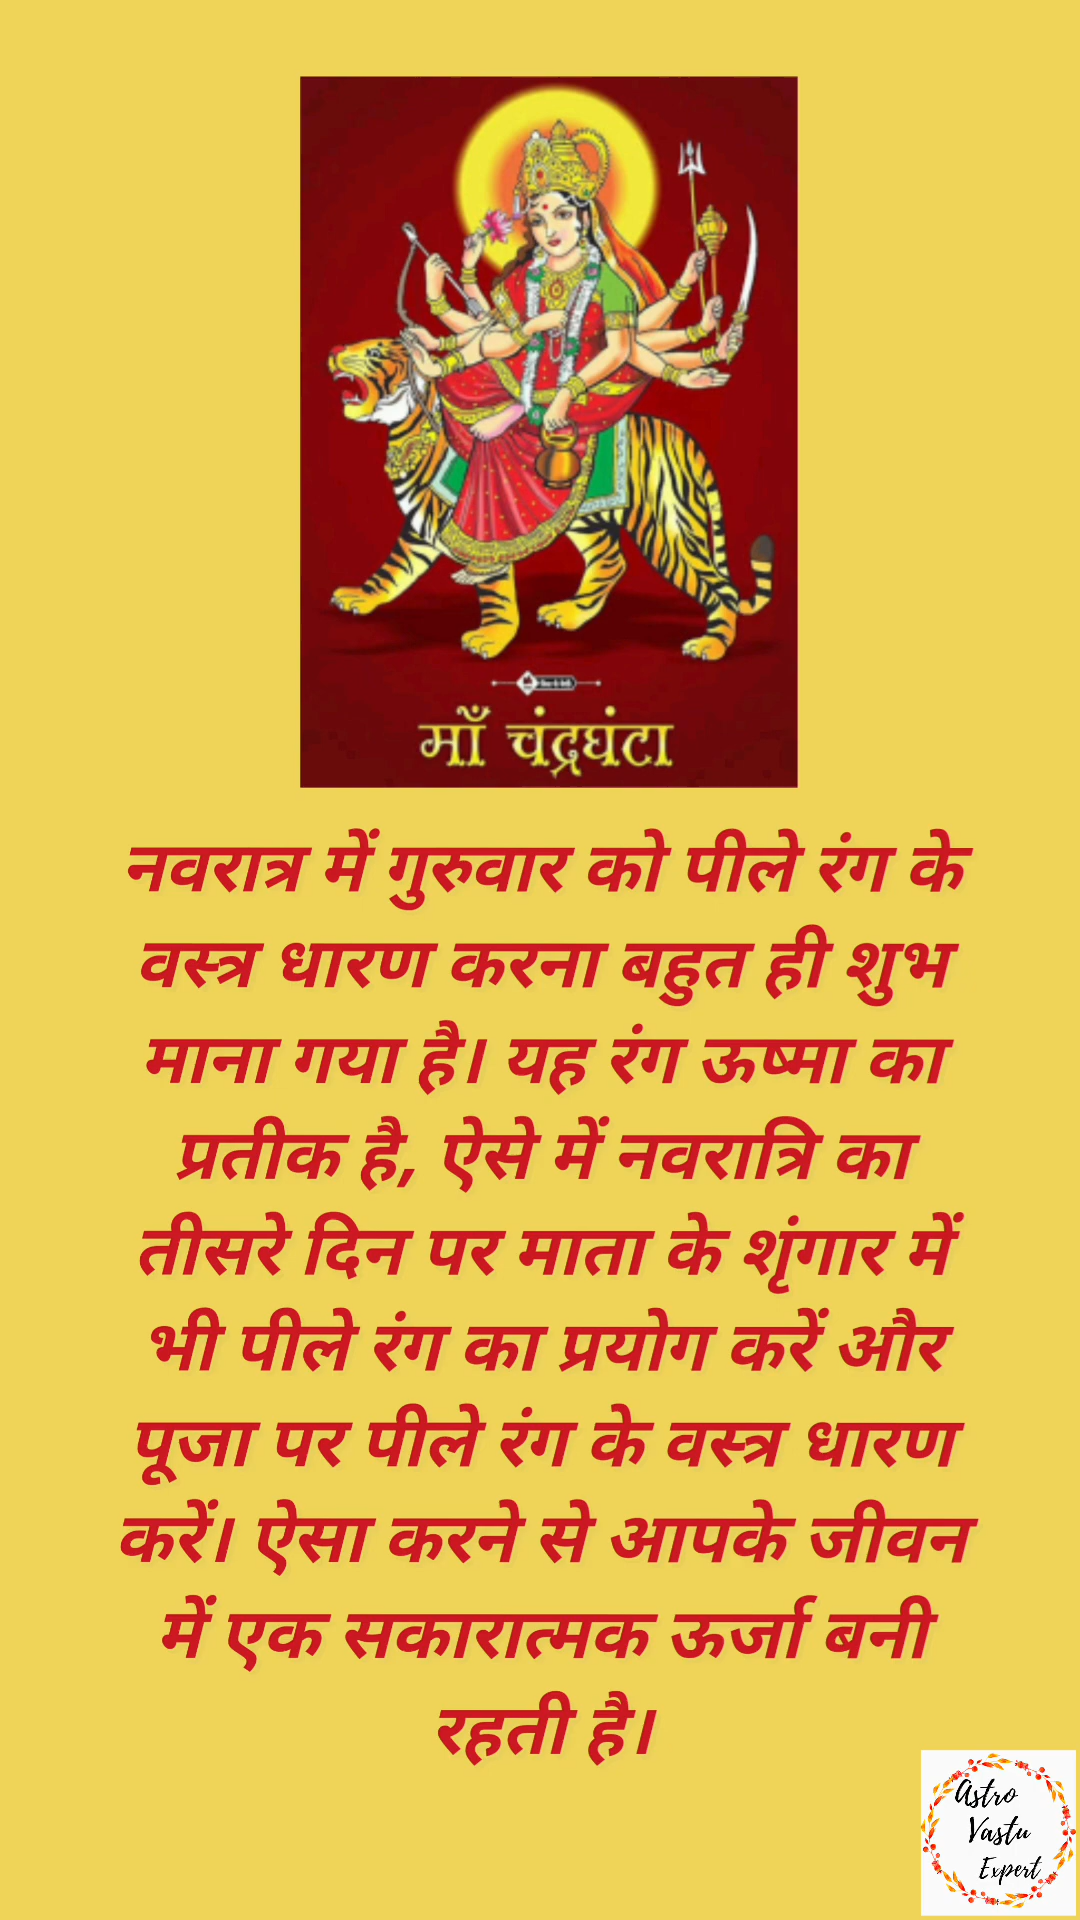 माँ चंद्रघंटा
नवरात्र में गुरुवार को पीले रंग के
वस्त्र धारण करना बहुत ही शुभ
माना गया है। यह रंग ऊष्मा का
प्रतीक है, ऐसे में नवरात्रि का
तीसरे दिन पर माता के शृंगार में
भी पीले रंग का प्रयोग करें और
पूजा पर पीले रंग के वस्त्र धारण
करें। ऐसा करने से आपके जीवन
में एक सकारात्मक ऊर्जा बनी
रहती है।
Astro
Vastu
Expert